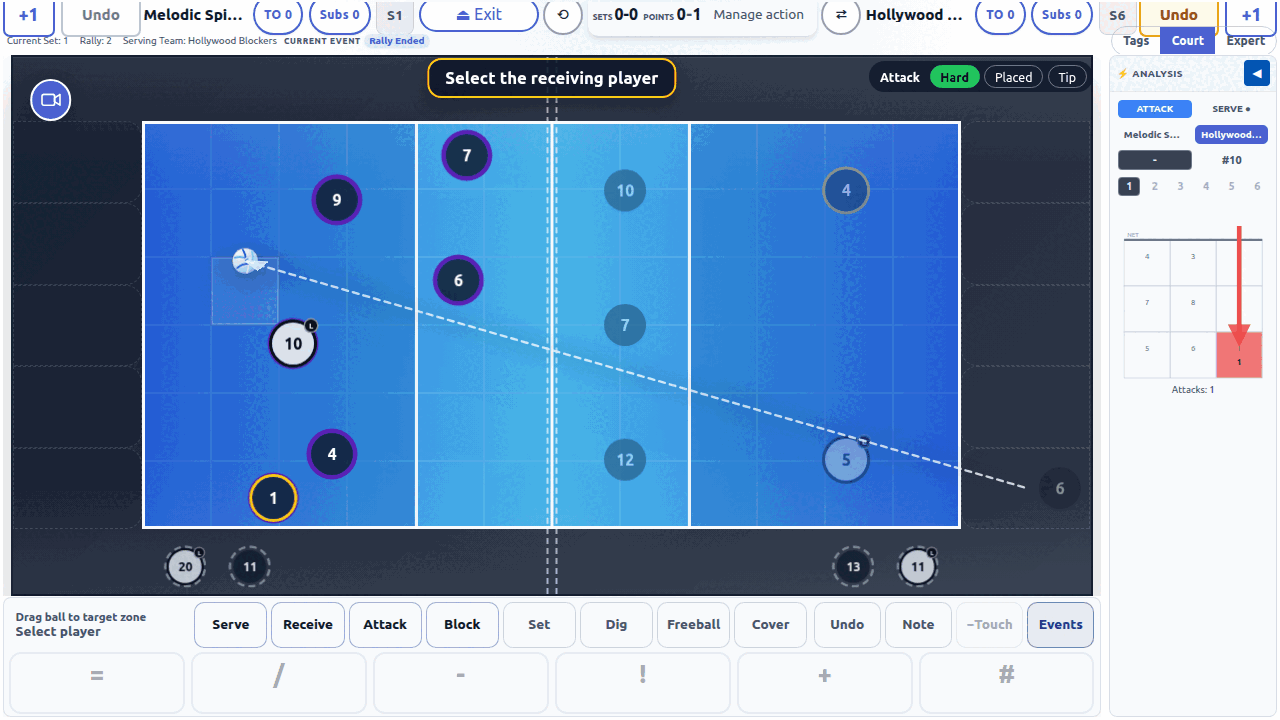 +1 Undo Melodic Spi... TO 0 Subs 0 S1 ⏏ Exit ⟲ SETS 0-0 POINTS 0-1 Manage action ⇄ Hollywood ... TO 0 Subs 0 S6 Undo +1
Current Set: 1 Rally: 2 Serving Team: Hollywood Blockers CURRENT EVENT Rally Ended
Tags Court Expert
Select the receiving player
Attack Hard Placed Tip
⚡ ANALYSIS ◀
ATTACK SERVE •
Melodic S... Hollywood...
- #10
1 2 3 4 5 6
NET
4 3
7 8
5 6 1
Attacks: 1
7
9
10
4
6
10 L
7
4
12
5
1
6
20 L
11
13
11 L
Drag ball to target zone
Select player
Serve Receive Attack Block Set Dig Freeball Cover Undo Note −Touch Events
= / - ! + #